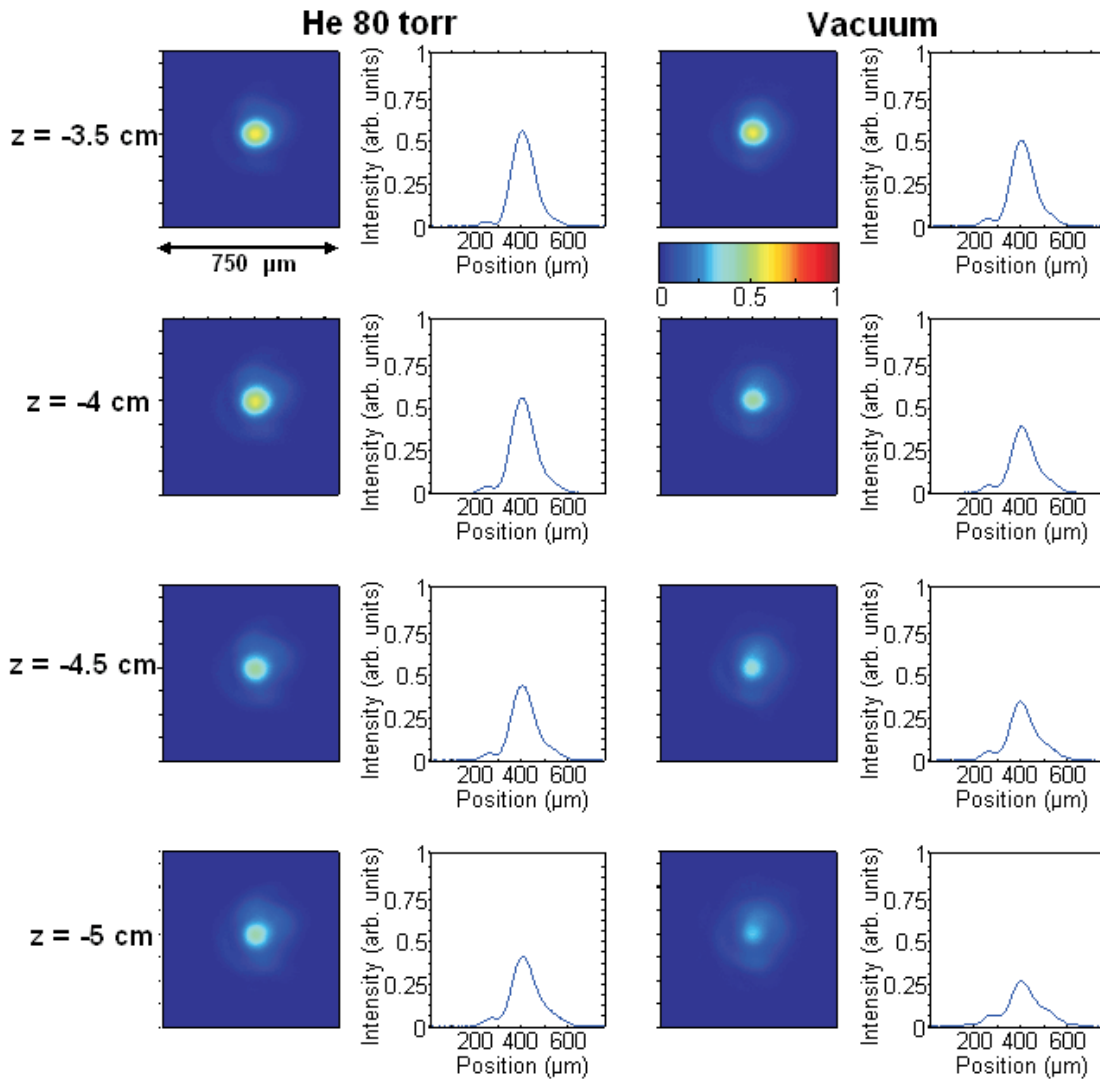 He 80 torr
Vacuum
z = -3.5 cm
Intensity (arb. units)
1
0.75
0.5
0.25
0
200 400 600
Position (µm)
Intensity (arb. units)
1
0.75
0.5
0.25
0
200 400 600
Position (µm)
750 µm
0 0.5 1
z = -4 cm
Intensity (arb. units)
1
0.75
0.5
0.25
0
200 400 600
Position (µm)
Intensity (arb. units)
1
0.75
0.5
0.25
0
200 400 600
Position (µm)
z = -4.5 cm
Intensity (arb. units)
1
0.75
0.5
0.25
0
200 400 600
Position (µm)
Intensity (arb. units)
1
0.75
0.5
0.25
0
200 400 600
Position (µm)
z = -5 cm
Intensity (arb. units)
1
0.75
0.5
0.25
0
200 400 600
Position (µm)
Intensity (arb. units)
1
0.75
0.5
0.25
0
200 400 600
Position (µm)